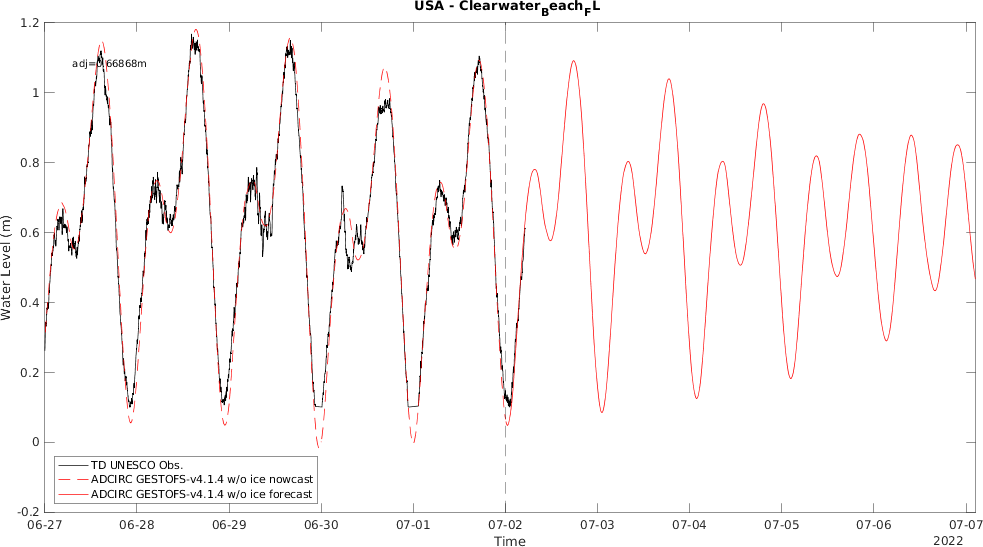 USA - Clearwater_Beach_FL
adj=0.66868m
1.2
1
0.8
0.6
0.4
0.2
0
-0.2
Water Level (m)
TD UNESCO Obs.
ADCIRC GESTOFS-v4.1.4 w/o ice nowcast
ADCIRC GESTOFS-v4.1.4 w/o ice forecast
06-27 06-28 06-29 06-30 07-01 07-02 07-03 07-04 07-05 07-06 07-07
Time
2022